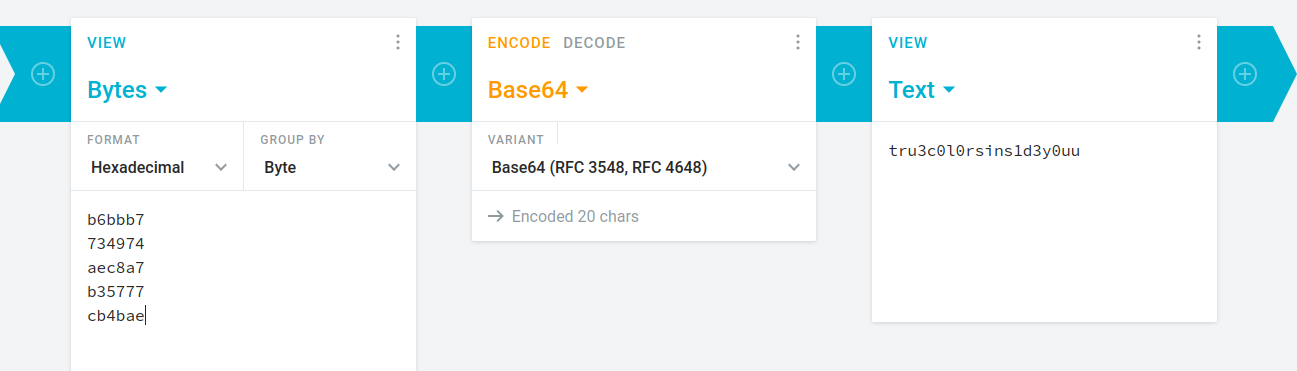 VIEW
Bytes
FORMAT
Hexadecimal
GROUP BY
Byte
b6bbb7
734974
aec8a7
b35777
cb4bae
ENCODE DECODE
Base64
VARIANT
Base64 (RFC 3548, RFC 4648)
→ Encoded 20 chars
VIEW
Text
tru3c0l0rsins1d3y0uu